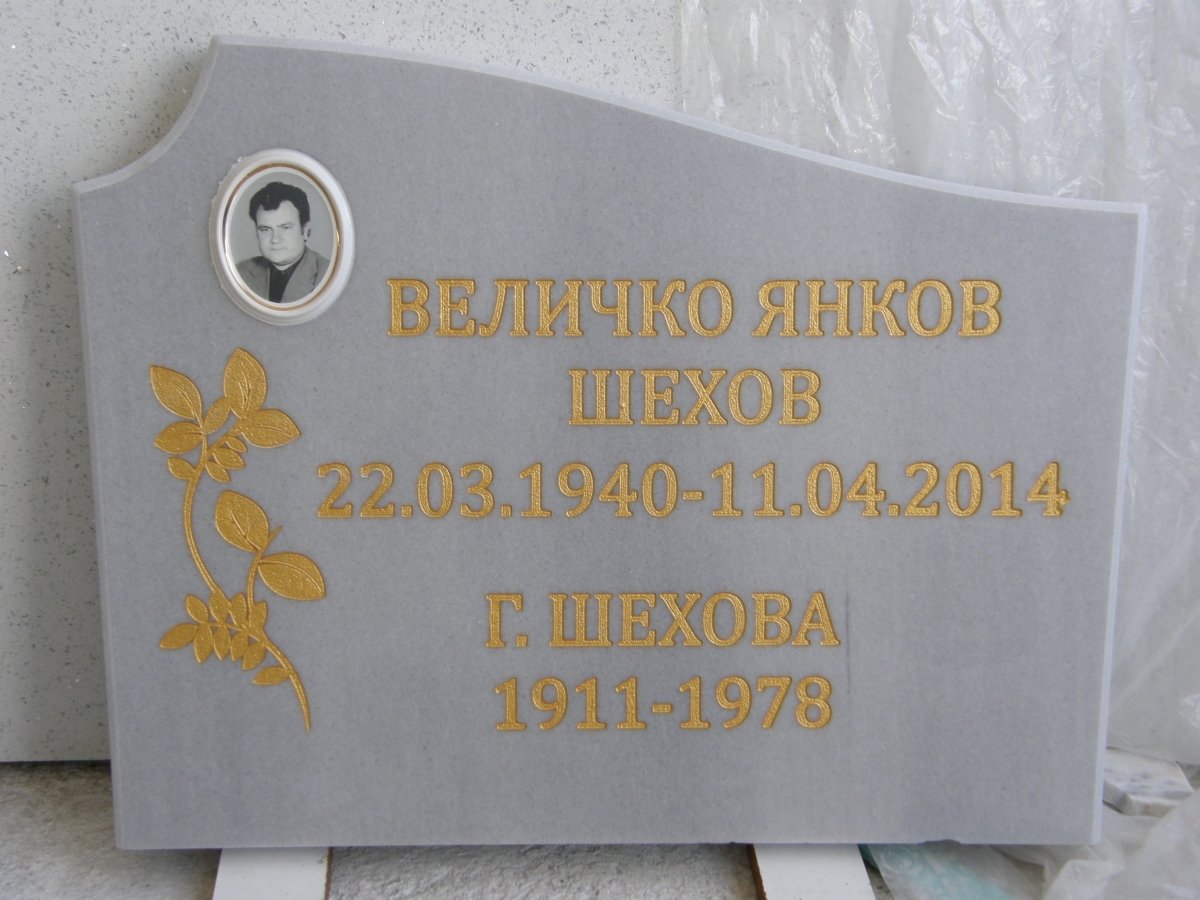 ВЕЛИЧКО ЯНКОВ
ШЕХОВ
22.03.1940-11.04.2014
Г. ШЕХОВА
1911-1978